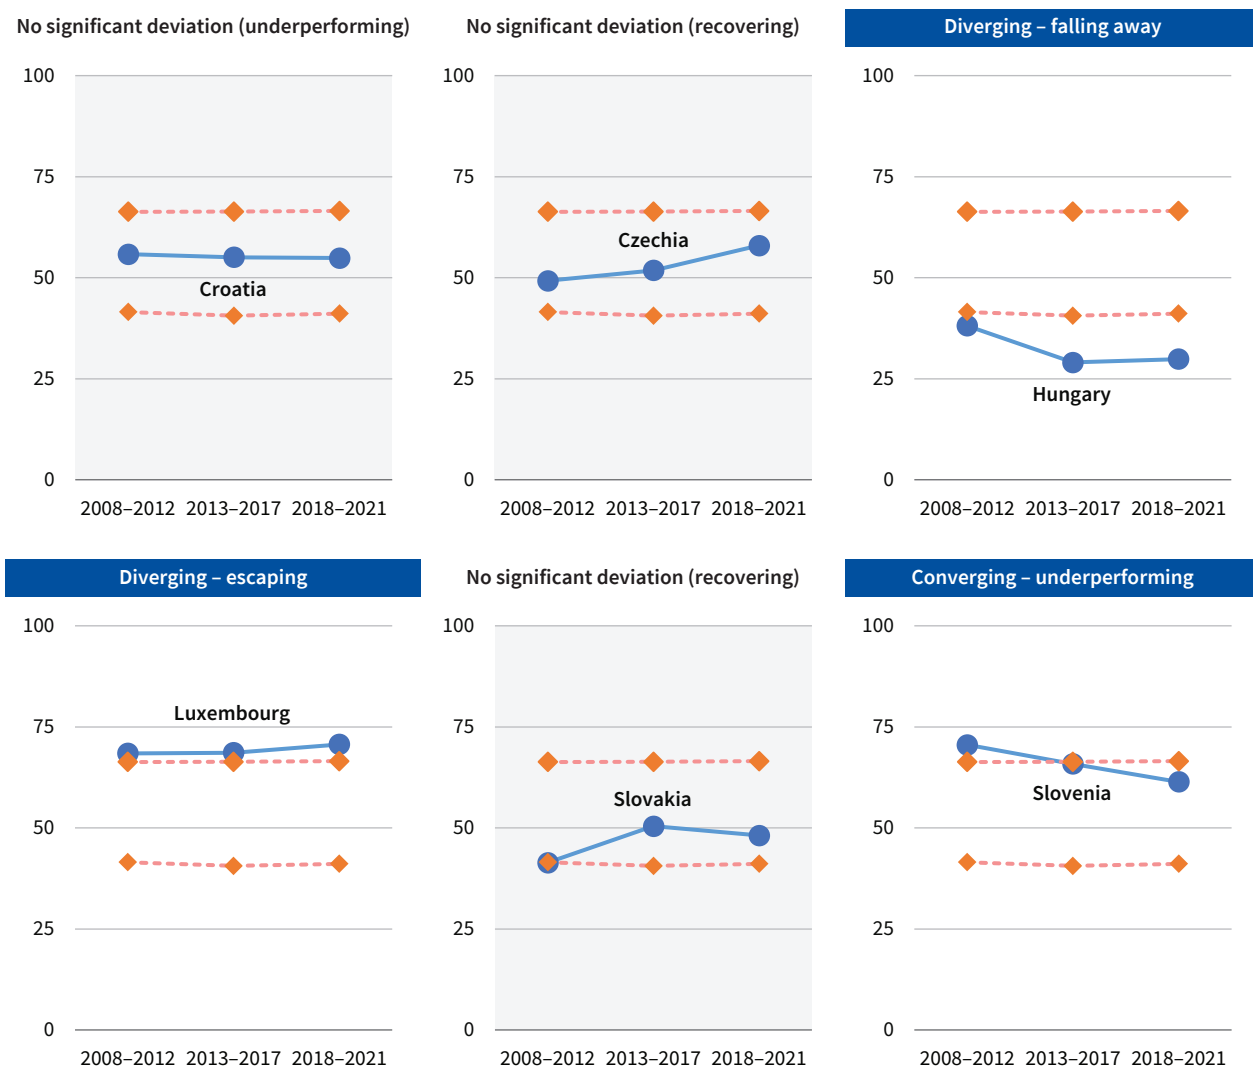 No significant deviation (underperforming)
100
75
50
25
0
Croatia
2008–2012 2013–2017 2018–2021
No significant deviation (recovering)
100
75
50
25
0
Czechia
2008–2012 2013–2017 2018–2021
Diverging – falling away
100
75
50
25
0
Hungary
2008–2012 2013–2017 2018–2021
Diverging – escaping
100
75
50
25
0
Luxembourg
2008–2012 2013–2017 2018–2021
No significant deviation (recovering)
100
75
50
25
0
Slovakia
2008–2012 2013–2017 2018–2021
Converging – underperforming
100
75
50
25
0
Slovenia
2008–2012 2013–2017 2018–2021